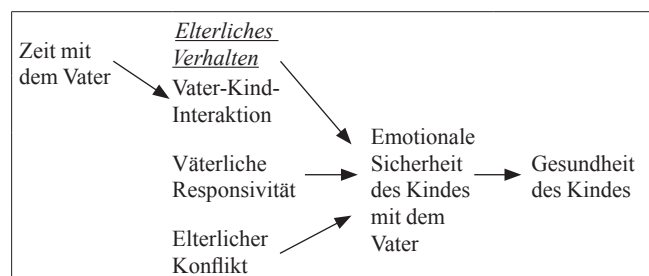 Zeit mit
dem Vater
Elterliches
Verhalten
Vater-Kind-
Interaktion
Väterliche
Responsivität
Elterlicher
Konflikt
Emotionale
Sicherheit
des Kindes
mit dem
Vater
Gesundheit
des Kindes